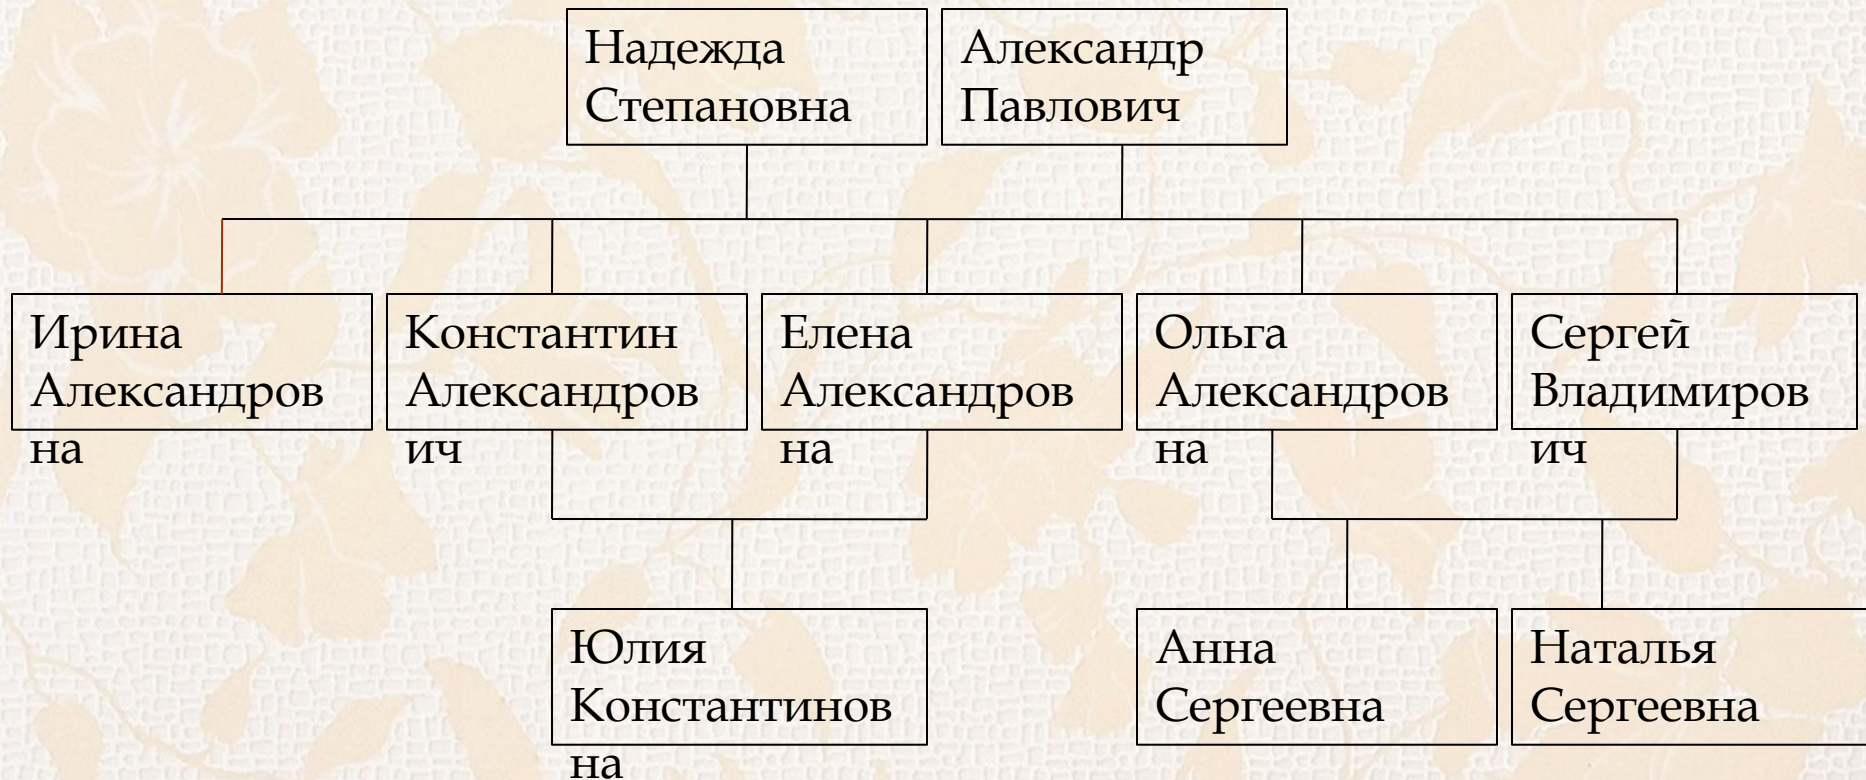 Надежда
Степановна
Александр
Павлович
Ирина
Александров
на
Константин
Александров
ич
Елена
Александров
на
Ольга
Александров
на
Сергей
Владимиров
ич
Юлия
Константинов
на
Анна
Сергеевна
Наталья
Сергеевна